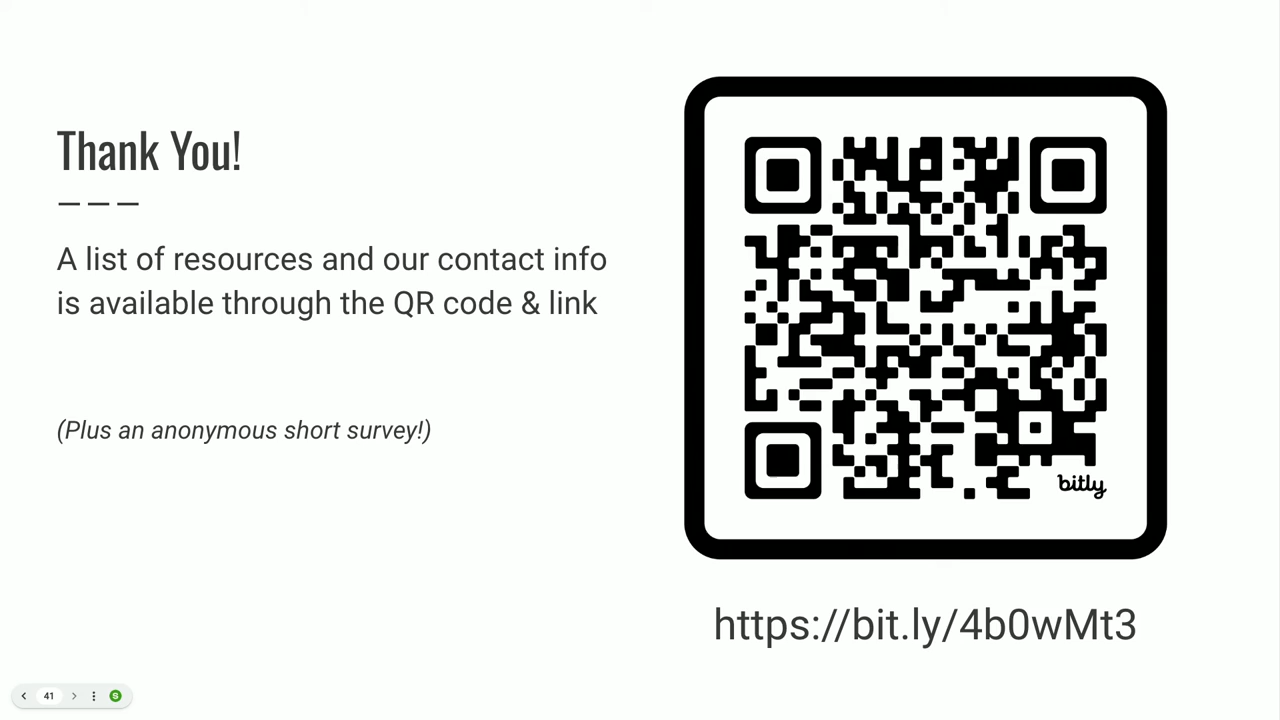 Thank You!
A list of resources and our contact info
is available through the QR code & link
(Plus an anonymous short survey!)
bitly
https://bit.ly/4b0wMt3
41
S